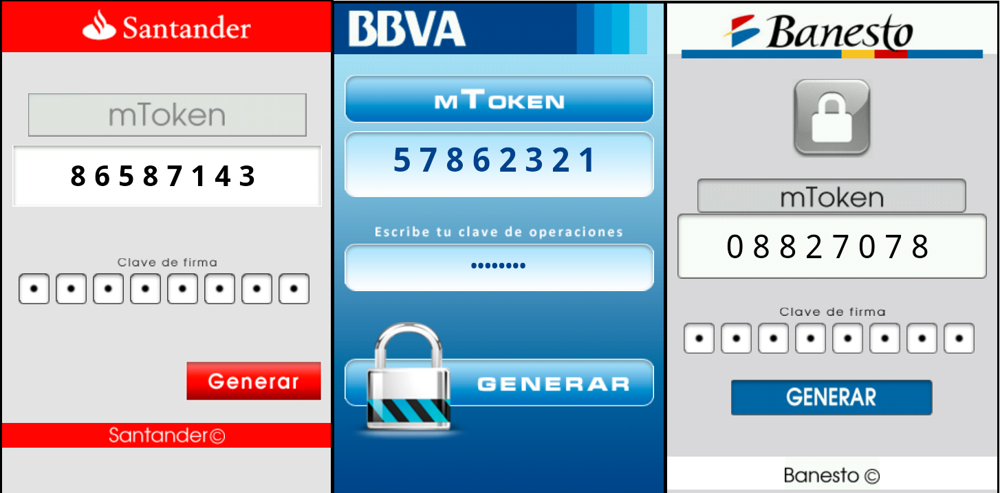 Santander
mToken
8 6 5 8 7 1 4 3
Clave de firma
Generar
Santander©
BBVA
mToken
5 7 8 6 2 3 2 1
Escribe tu clave de operaciones
••••••••
GENERAR
Banesto
mToken
0 8 8 2 7 0 7 8
Clave de firma
GENERAR
Banesto ©